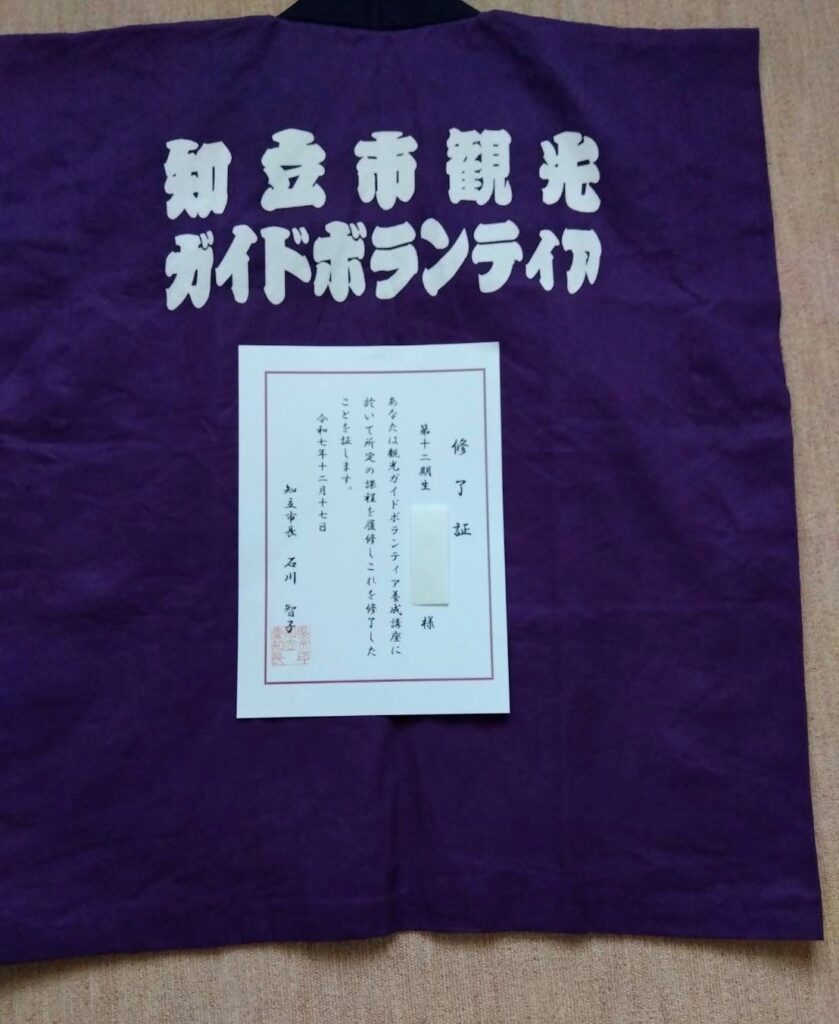 知立市観光
ガイドボランティア
修了証
第十二期生 様
あなたは観光ガイドボランティア養成講座に
於いて所定の課程を履修しこれを修了した
ことを証します。
令和七年十二月十七日
知立市長 石川 智子